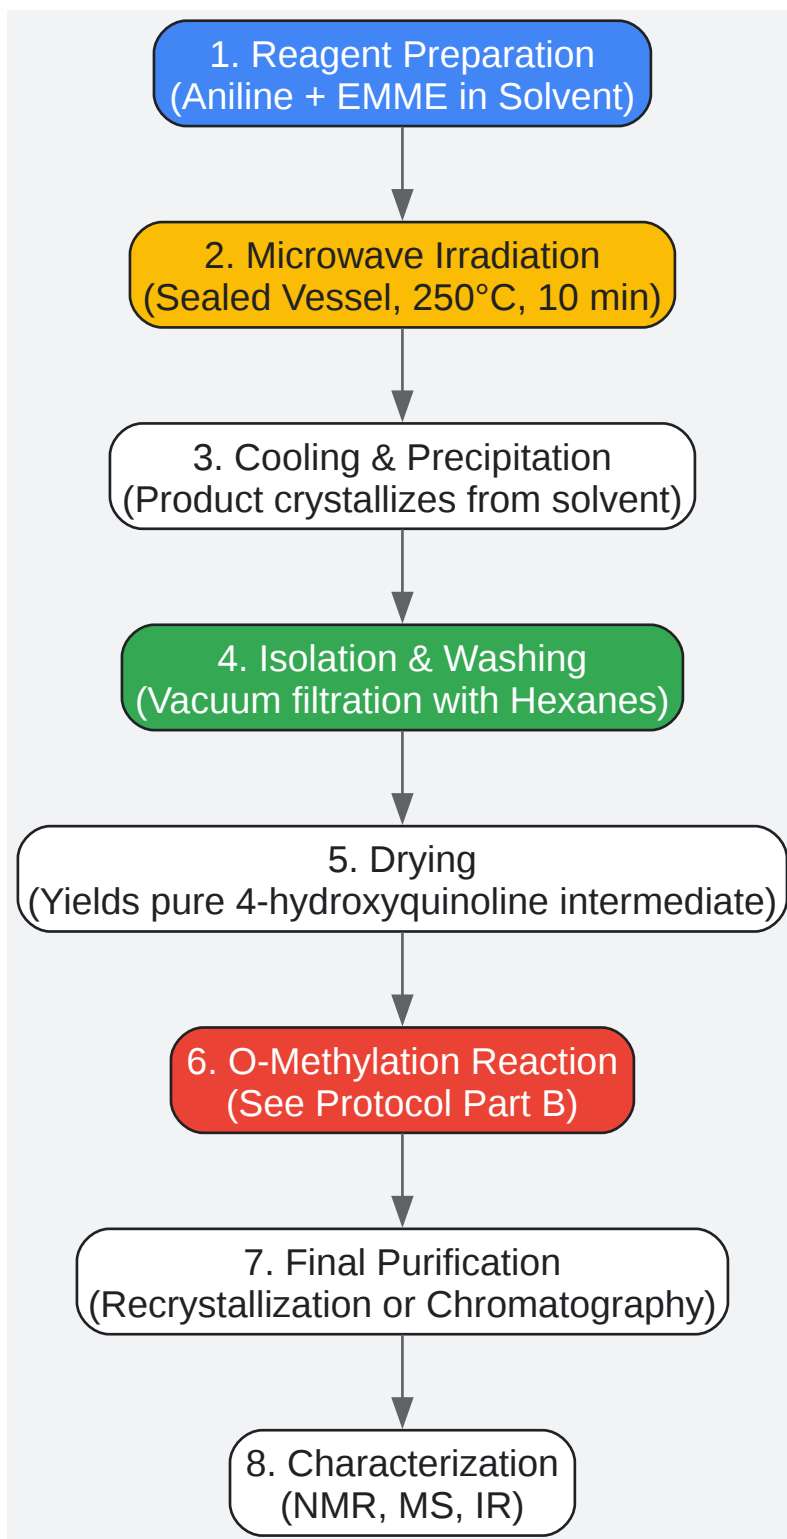 1. Reagent Preparation
(Aniline + EMME in Solvent)
2. Microwave Irradiation
(Sealed Vessel, 250°C, 10 min)
3. Cooling & Precipitation
(Product crystallizes from solvent)
4. Isolation & Washing
(Vacuum filtration with Hexanes)
5. Drying
(Yields pure 4-hydroxyquinoline intermediate)
6. O-Methylation Reaction
(See Protocol Part B)
7. Final Purification
(Recrystallization or Chromatography)
8. Characterization
(NMR, MS, IR)